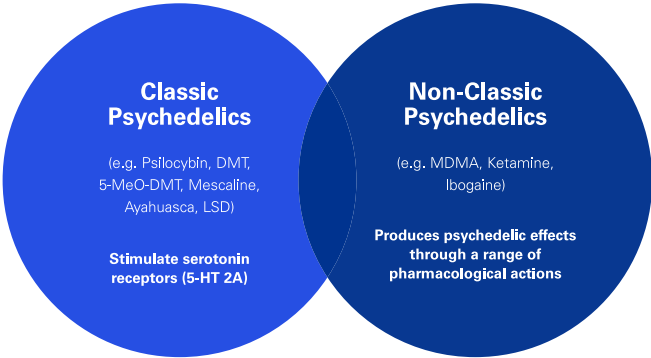 Classic
Psychedelics
(e.g. Psilocybin, DMT,
5-MeO-DMT, Mescaline,
Ayahuasca, LSD)
Stimulate serotonin
receptors (5-HT 2A)
Non-Classic
Psychedelics
(e.g. MDMA, Ketamine,
Ibogaine)
Produces psychedelic effects
through a range of
pharmacological actions